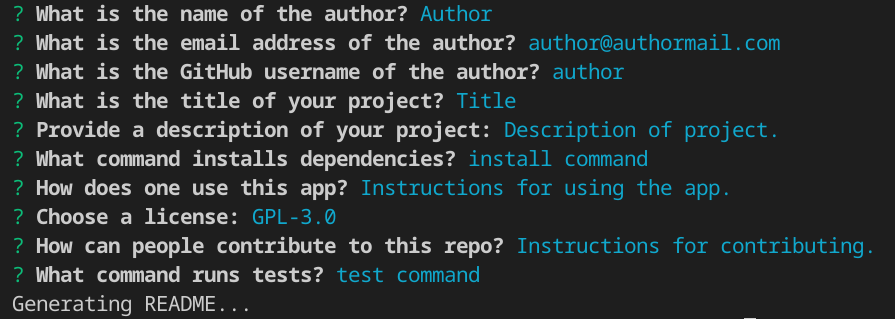 ? What is the name of the author? Author
? What is the email address of the author? author@authormail.com
? What is the GitHub username of the author? author
? What is the title of your project? Title
? Provide a description of your project: Description of project.
? What command installs dependencies? install command
? How does one use this app? Instructions for using the app.
? Choose a license: GPL-3.0
? How can people contribute to this repo? Instructions for contributing.
? What command runs tests? test command
Generating README...